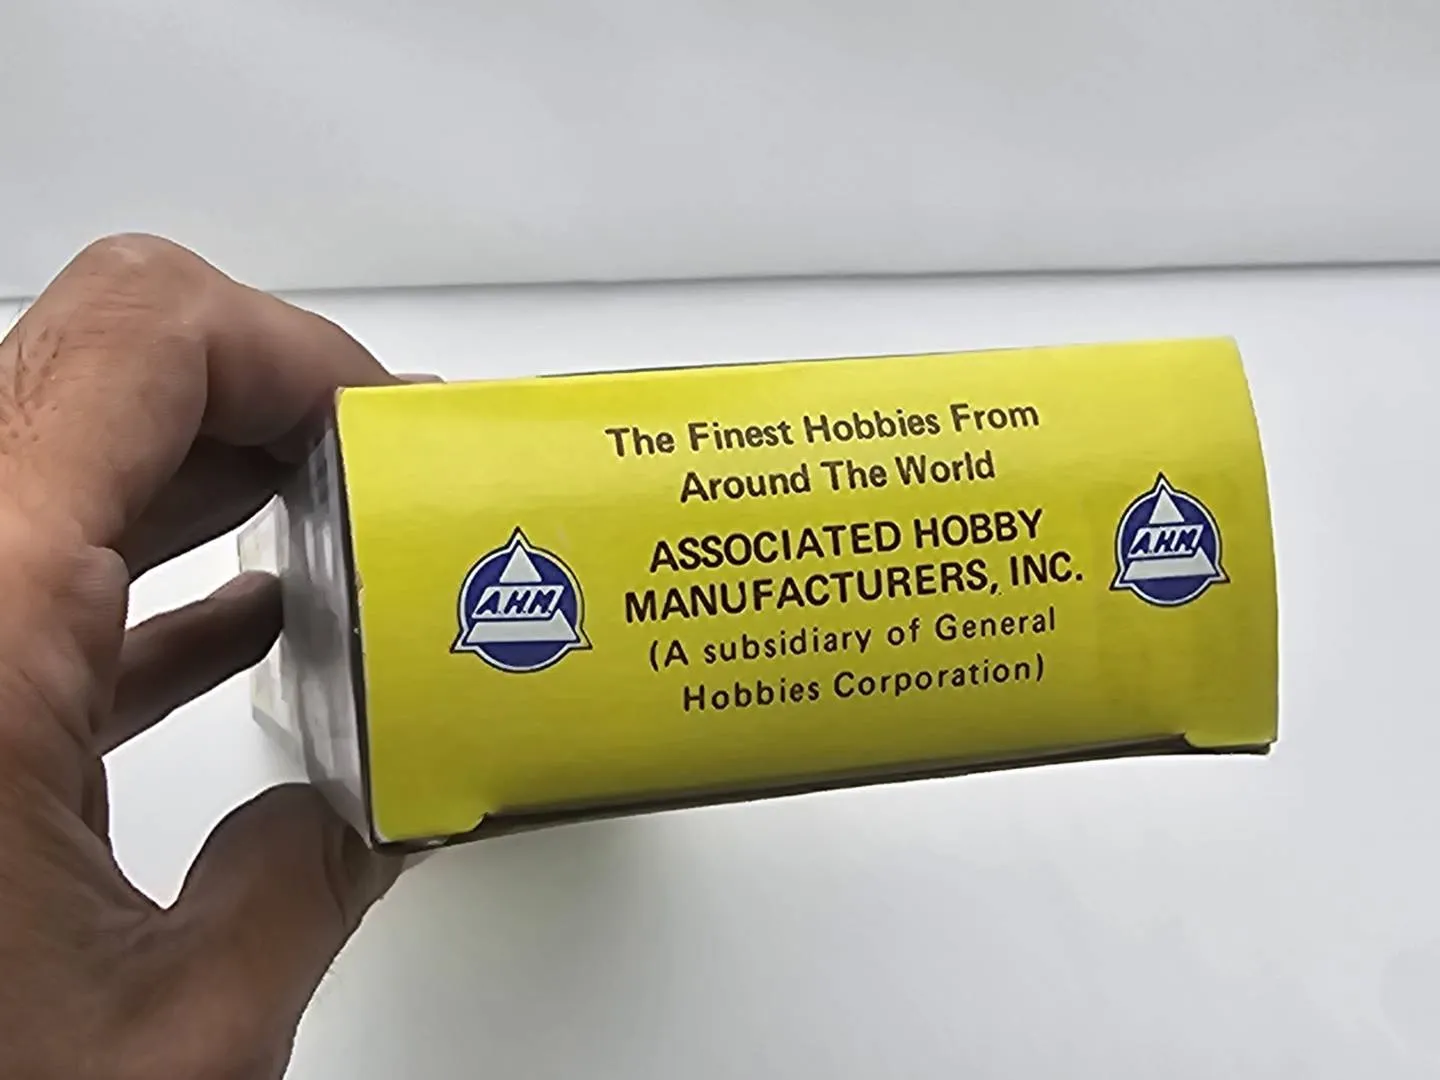 The Finest Hobbies From
Around The World
ASSOCIATED HOBBY
MANUFACTURERS, INC.
(A subsidiary of General
Hobbies Corporation)
A.H.M.
A.H.M.